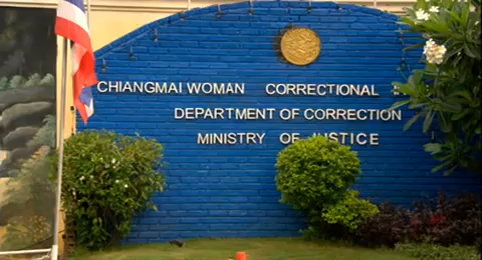 CHIANGMAI WOMAN CORRECTIONAL
DEPARTMENT OF CORRECTION
MINISTRY OF JUSTICE